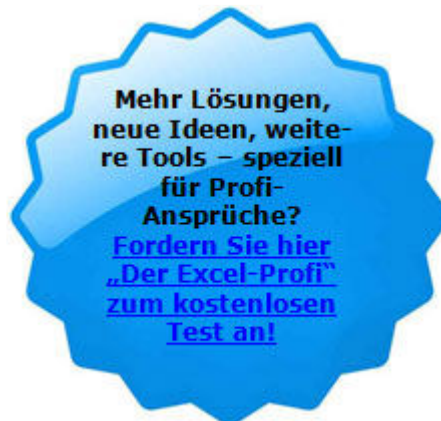 Mehr Lösungen,
neue Ideen, weite-
re Tools – speziell
für Profi-
Ansprüche?
Fordern Sie hier
„Der Excel-Profi“
zum kostenlosen
Test an!